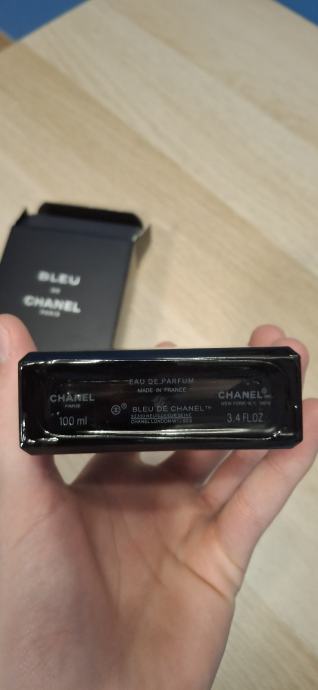 BLEU
DE
CHANEL
PARIS
EAU DE PARFUM
MADE IN FRANCE
CHANEL
PARIS
100 ml
BLEU DE CHANEL™
CHANEL®
3.4 FL.OZ